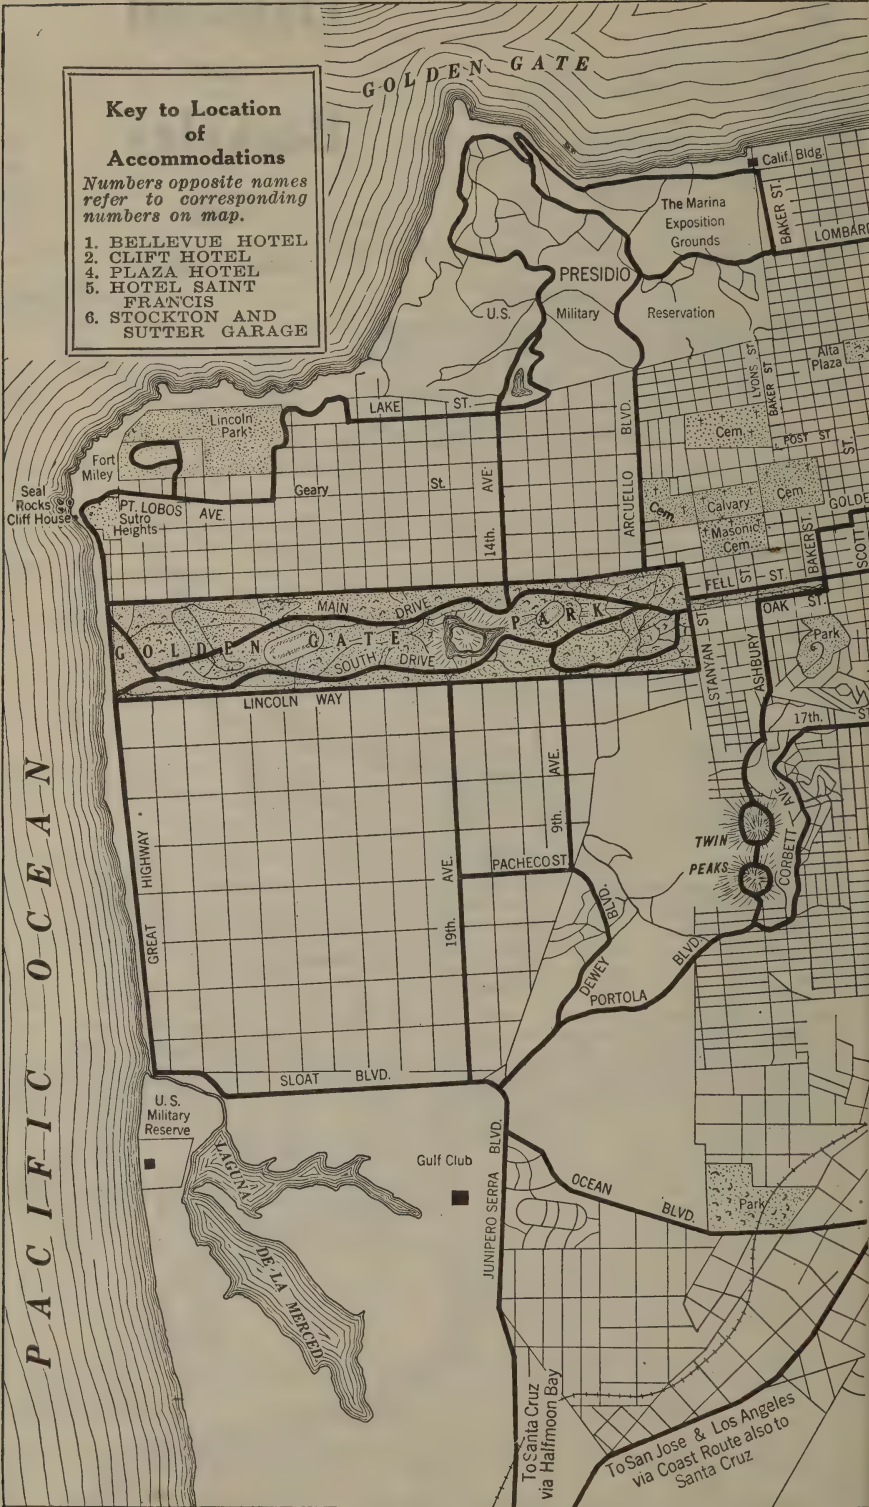 GOLDEN GATE
Key to Location
of
Accommodations
Numbers opposite names
refer to corresponding
numbers on map.
1. BELLEVUE HOTEL
2. CLIFT HOTEL
4. PLAZA HOTEL
5. HOTEL SAINT
FRANCIS
6. STOCKTON AND
SUTTER GARAGE
Calif. Bldg.
The Marina
Exposition
Grounds
BAKER ST.
LOMBARD
PRESIDIO
U.S. Military Reservation
LYONS ST
BAKER ST
Alta
Plaza
LAKE ST.
ARGUELLO BLVD.
Lincoln
Park
Cem.
POST ST
ST.
Fort
Miley
Geary St.
14th. AVE
Seal
Rocks
Cliff House
PT. LOBOS AVE.
Sutro
Heights
Cem.
Calvary
Cem.
Masonic
Cem.
BAKER ST.
GOLDE
SCOTT
FELL ST.
OAK ST.
MAIN DRIVE
GOLDEN GATE PARK
SOUTH DRIVE
STANYAN ST.
ASHBURY
Park
LINCOLN WAY
17th. S
PACIFIC OCEAN
GREAT HIGHWAY
19th. AVE.
9th. AVE.
TWIN
PEAKS
CORBETT AVE.
PACHECO ST.
DEWEY BLVD.
PORTOLA BLVD.
SLOAT BLVD.
U. S.
Military
Reserve
LAGUNA
DE LA MERCED
Gulf Club
JUNIPERO SERRA BLVD.
OCEAN BLVD.
Park
To Santa Cruz
via Halfmoon Bay
To San Jose & Los Angeles
via Coast Route also to
Santa Cruz